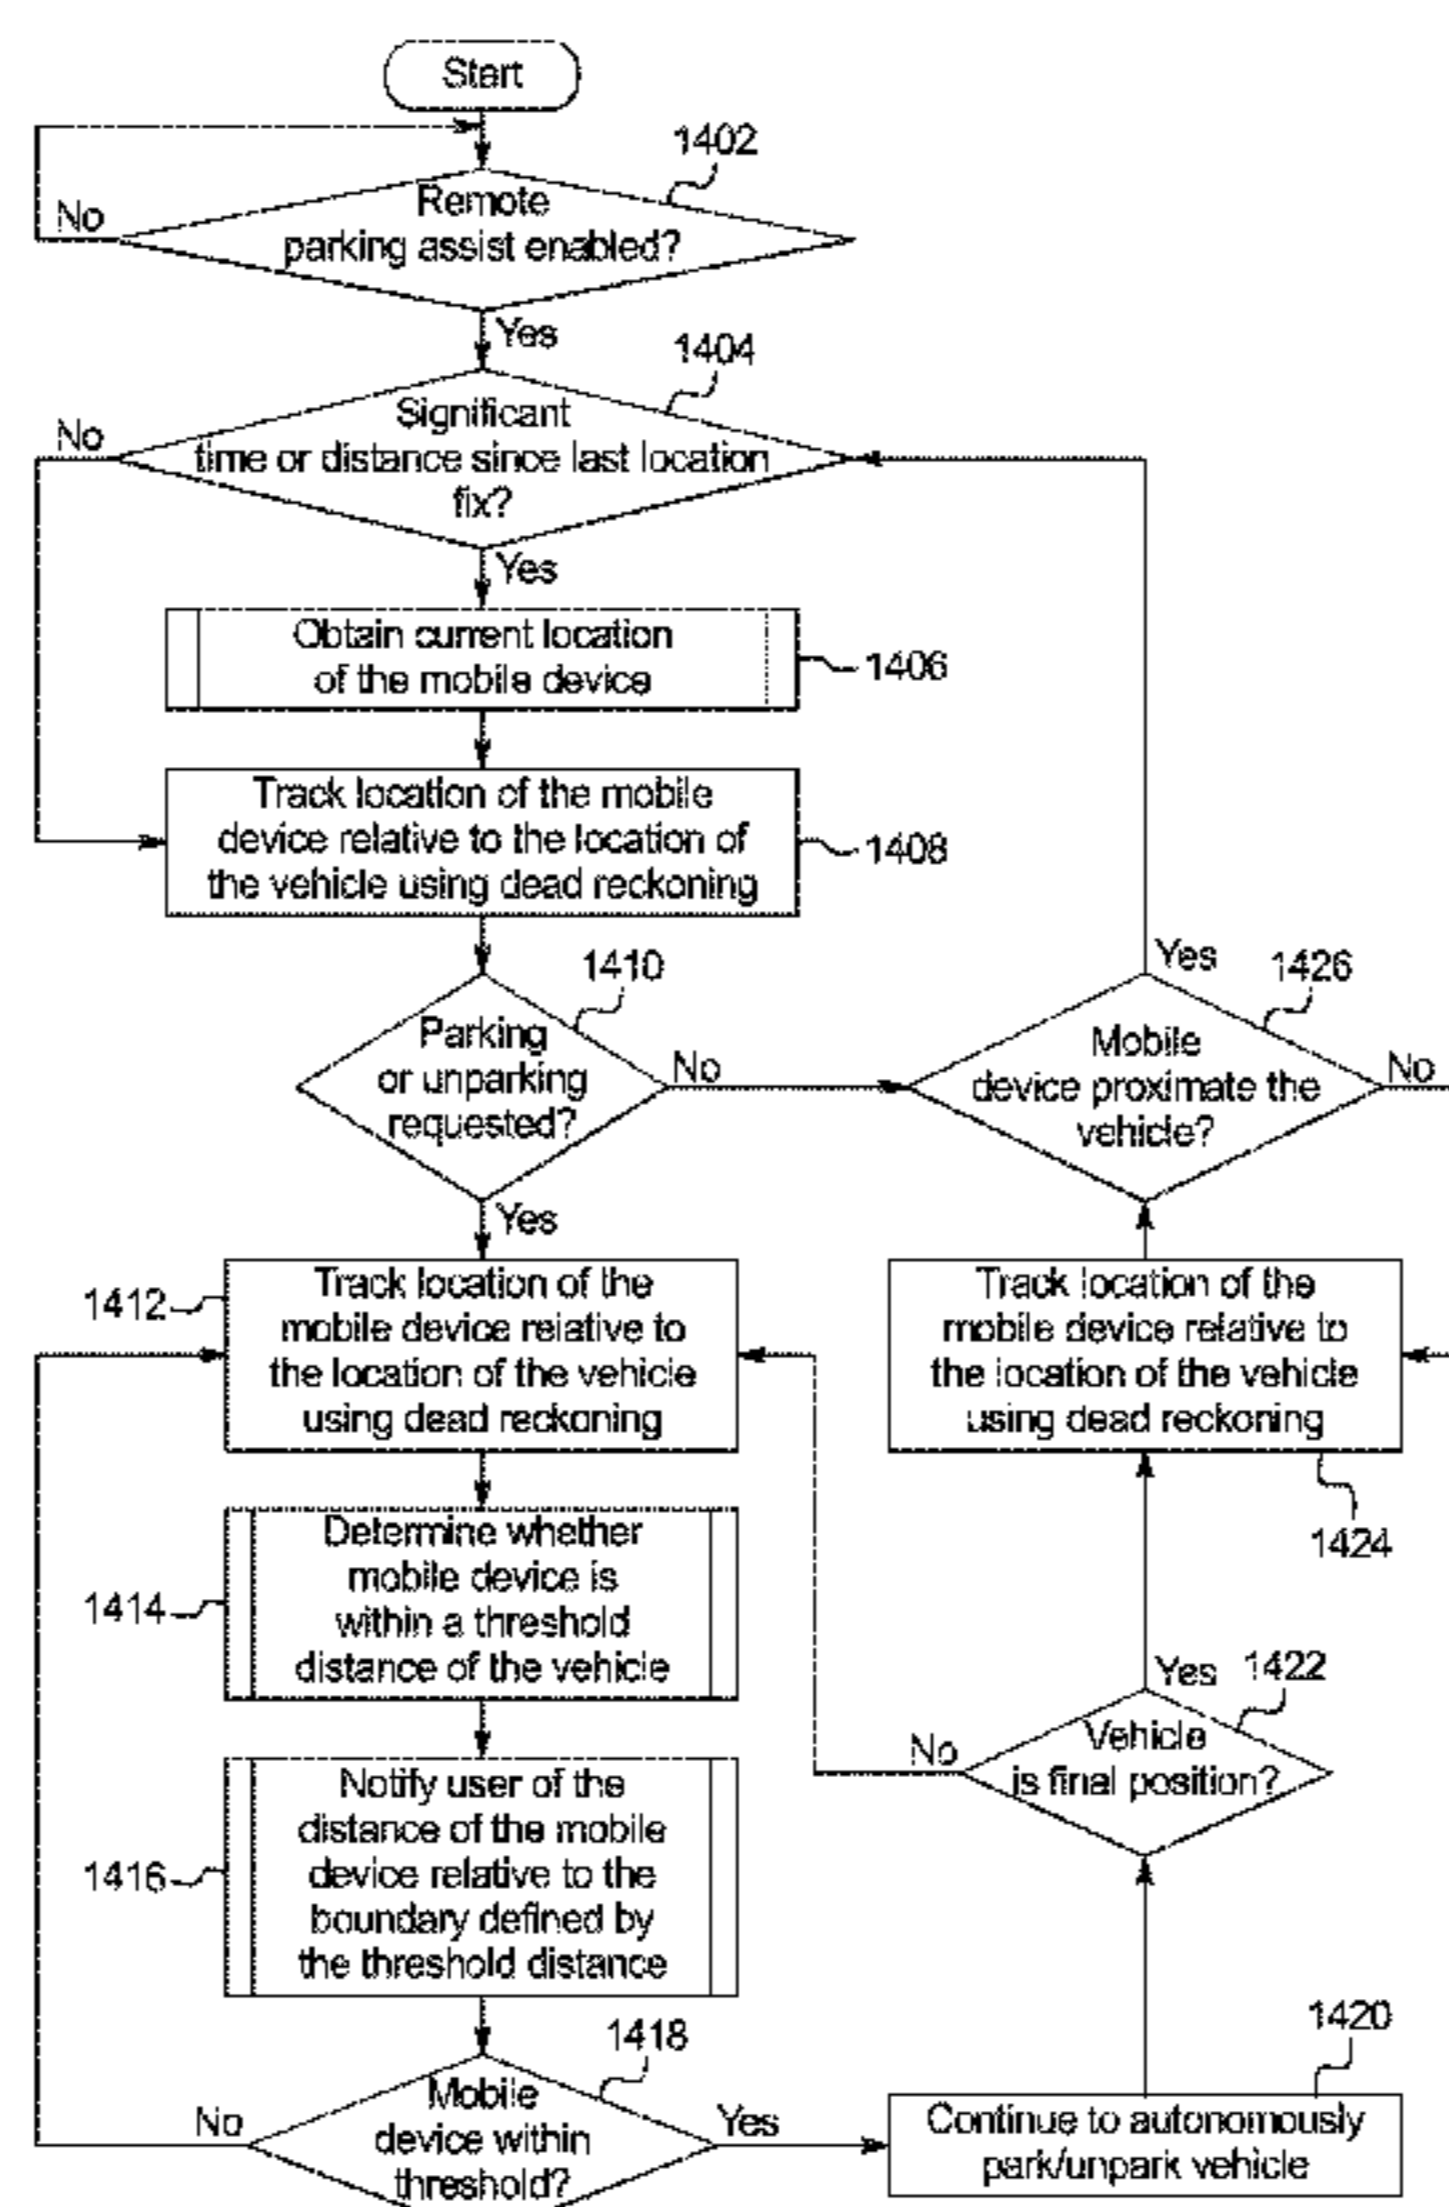 Start
1402
Remote
parking assist enabled?
No
Yes
1404
Significant
time or distance since last location
fix?
No
Yes
Obtain current location
of the mobile device
1406
Track location of the mobile
device relative to the location of
the vehicle using dead reckoning
1408
1410
Parking
or unparking
requested?
No
Yes
Yes
1426
Mobile
device proximate the
vehicle?
No
1412
Track location of the
mobile device relative to
the location of the vehicle
using dead reckoning
Track location of the
mobile device relative to
the location of the vehicle
using dead reckoning
1424
1414
Determine whether
mobile device is
within a threshold
distance of the vehicle
Yes
1422
Vehicle
is final position?
No
1416
Notify user of the
distance of the mobile
device relative to the
boundary defined by
the threshold distance
1418
Mobile
device within
threshold?
No
Yes
1420
Continue to autonomously
park/unpark vehicle